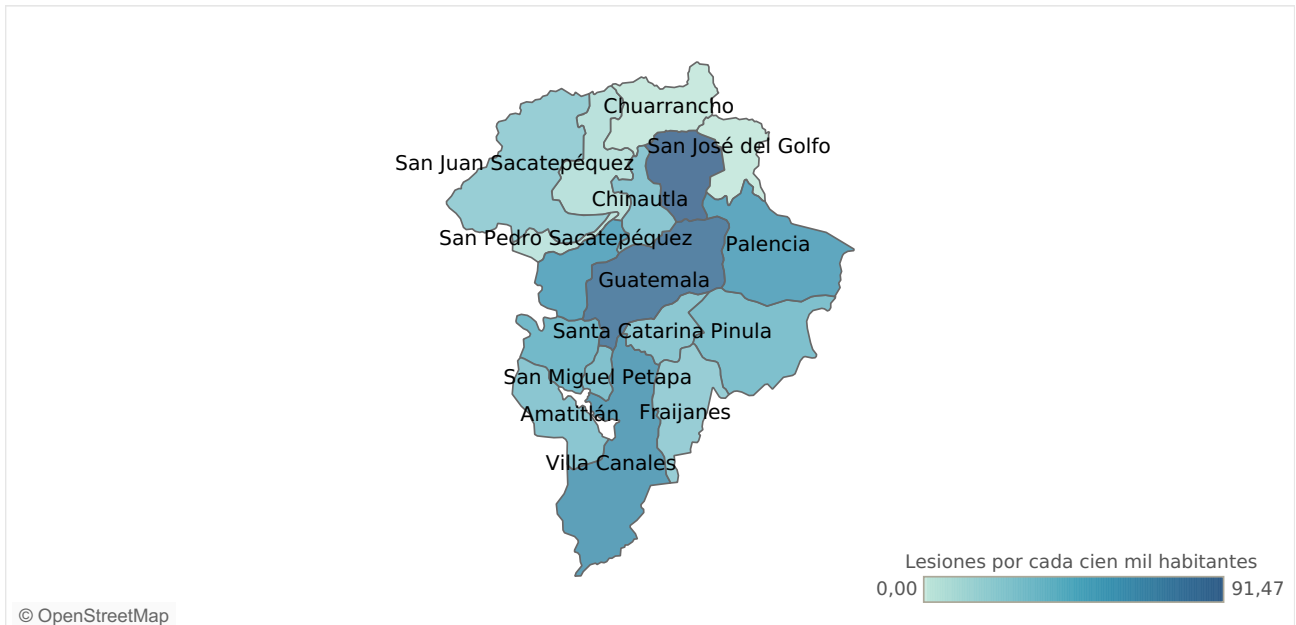 Chuarrancho
San José del Golfo
San Juan Sacatepéquez
Chinautla
San Pedro Sacatepéquez
Palencia
Guatemala
Santa Catarina Pinula
San Miguel Petapa
Amatitlán
Fraijanes
Villa Canales
Lesiones por cada cien mil habitantes
0,00
91,47
© OpenStreetMap